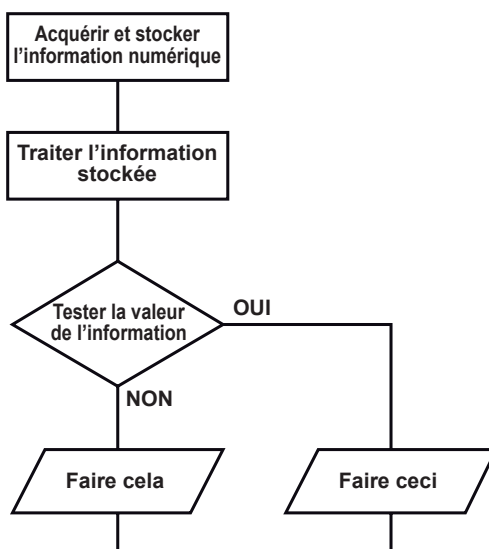 Acquérir et stocker
l’information numérique
Traiter l’information
stockée
Tester la valeur
de l’information
OUI
NON
Faire cela
Faire ceci